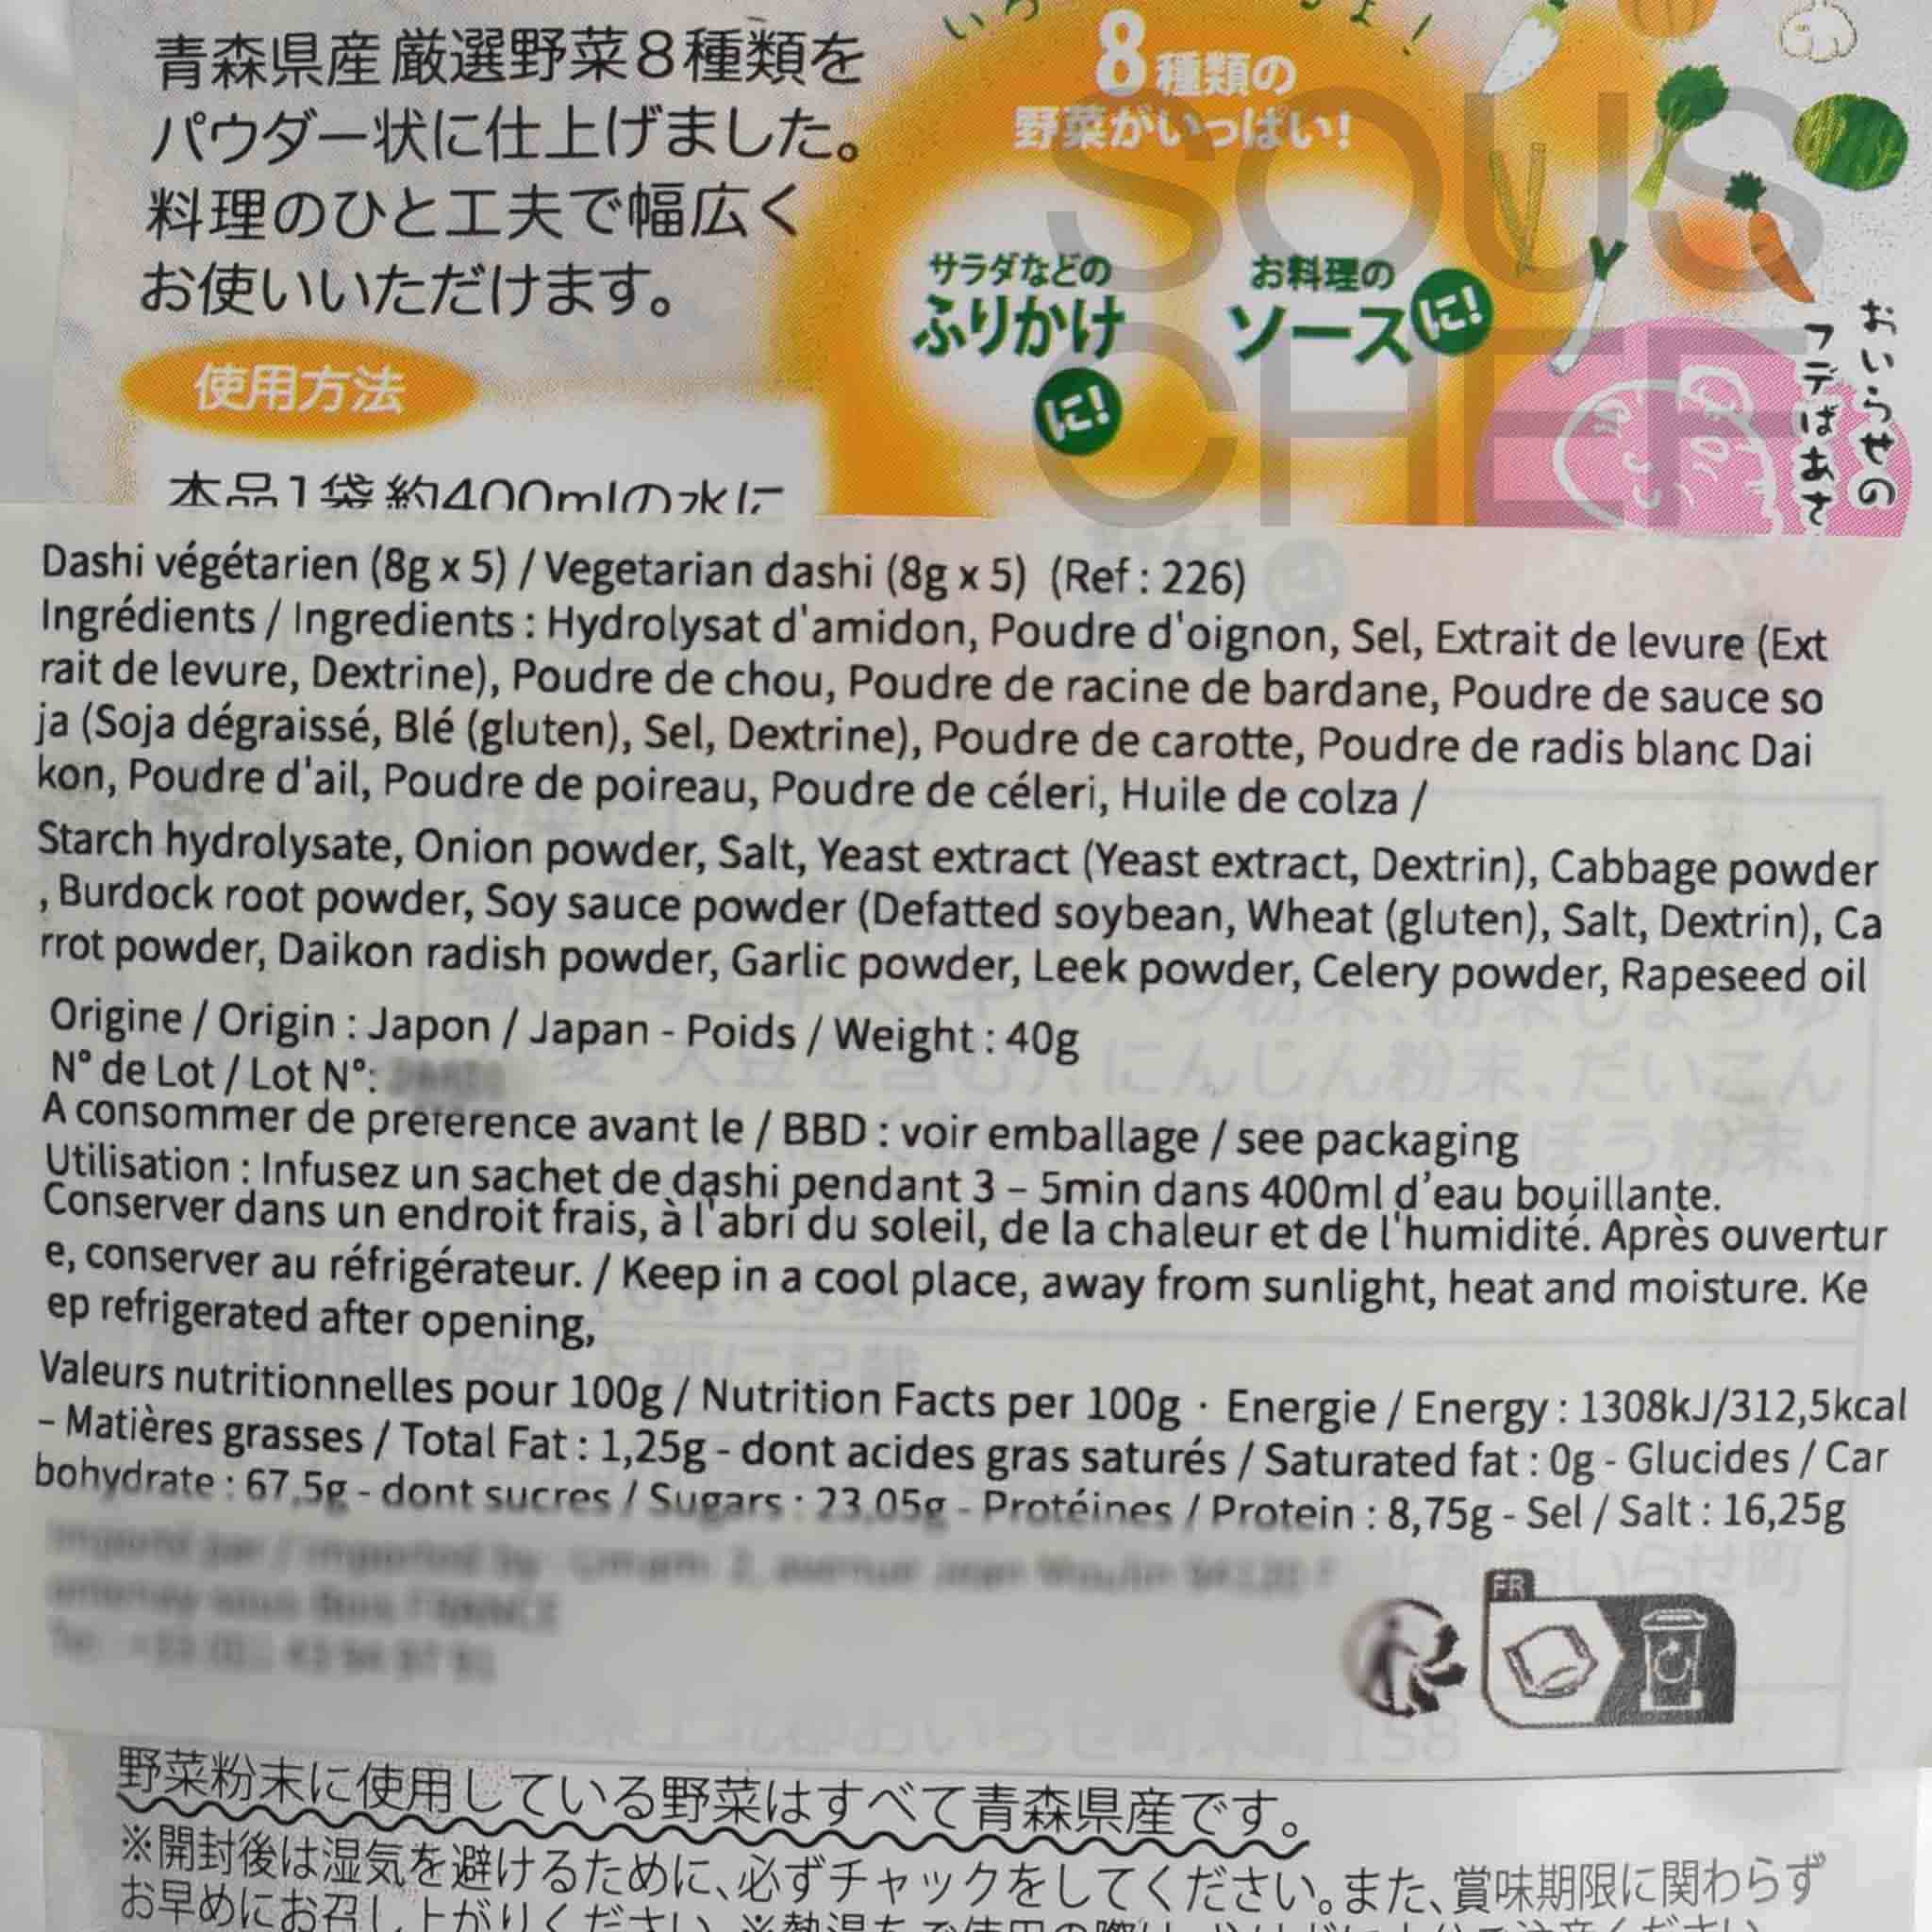 青森県産厳選野菜8種類を
パウダー状に仕上げました。
料理のひと工夫で幅広く
お使いいただけます。
使用方法
本品1袋約400mlの水に
8種類の
野菜がいっぱい!
サラダなどの
ふりかけ
に!
お料理の
ソース
に!
おいらせの
フデばあさ
SOUS
CHEF
Dashi végétarien (8g x 5) / Vegetarian dashi (8g x 5) (Ref : 226)
Ingrédients / Ingredients : Hydrolysat d'amidon, Poudre d'oignon, Sel, Extrait de levure (Ext
rait de levure, Dextrine), Poudre de chou, Poudre de racine de bardane, Poudre de sauce so
ja (Soja dégraissé, Blé (gluten), Sel, Dextrine), Poudre de carotte, Poudre de radis blanc Dai
kon, Poudre d'ail, Poudre de poireau, Poudre de céleri, Huile de colza /
Starch hydrolysate, Onion powder, Salt, Yeast extract (Yeast extract, Dextrin), Cabbage powder
, Burdock root powder, Soy sauce powder (Defatted soybean, Wheat (gluten), Salt, Dextrin), Ca
rrot powder, Daikon radish powder, Garlic powder, Leek powder, Celery powder, Rapeseed oil
Origine / Origin : Japon / Japan - Poids / Weight : 40g
N° de Lot / Lot N°:
A consommer de preference avant le / BBD : voir emballage / see packaging
Utilisation : Infusez un sachet de dashi pendant 3 – 5min dans 400ml d’eau bouillante.
Conserver dans un endroit frais, à l'abri du soleil, de la chaleur et de l'humidité. Après ouvertur
e, conserver au réfrigérateur. / Keep in a cool place, away from sunlight, heat and moisture. Ke
ep refrigerated after opening,
Valeurs nutritionnelles pour 100g / Nutrition Facts per 100g · Energie / Energy : 1308kJ/312,5kcal
– Matières grasses / Total Fat : 1,25g - dont acides gras saturés / Saturated fat : 0g - Glucides / Car
bohydrate : 67,5g - dont sucres / Sugars : 23,05g - Protéines / Protein : 8,75g - Sel / Salt : 16,25g
FR
野菜粉末に使用している野菜はすべて青森県産です。
※開封後は湿気を避けるために、必ずチャックをしてください。また、賞味期限に関わらず
お早めにお召し上がりください。